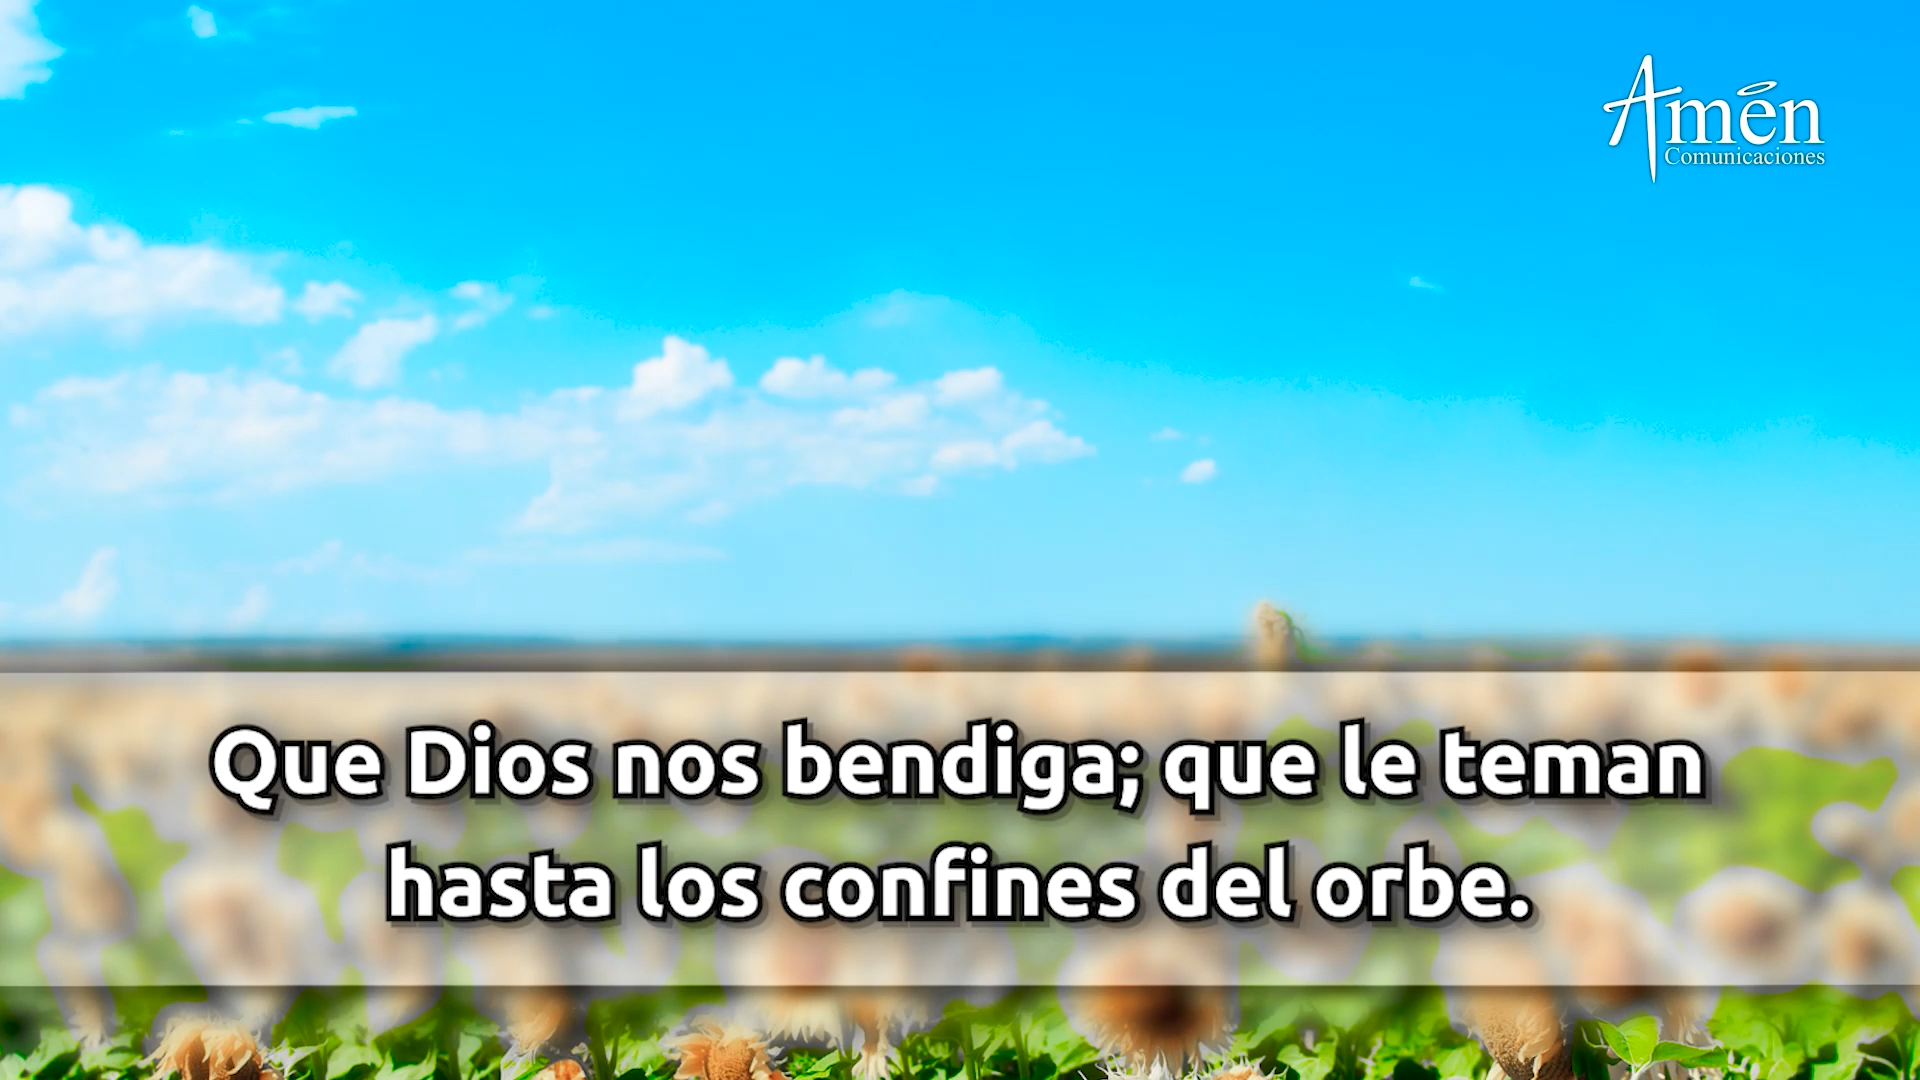 Amén
Comunicaciones
Que Dios nos bendiga; que le teman
hasta los confines del orbe.